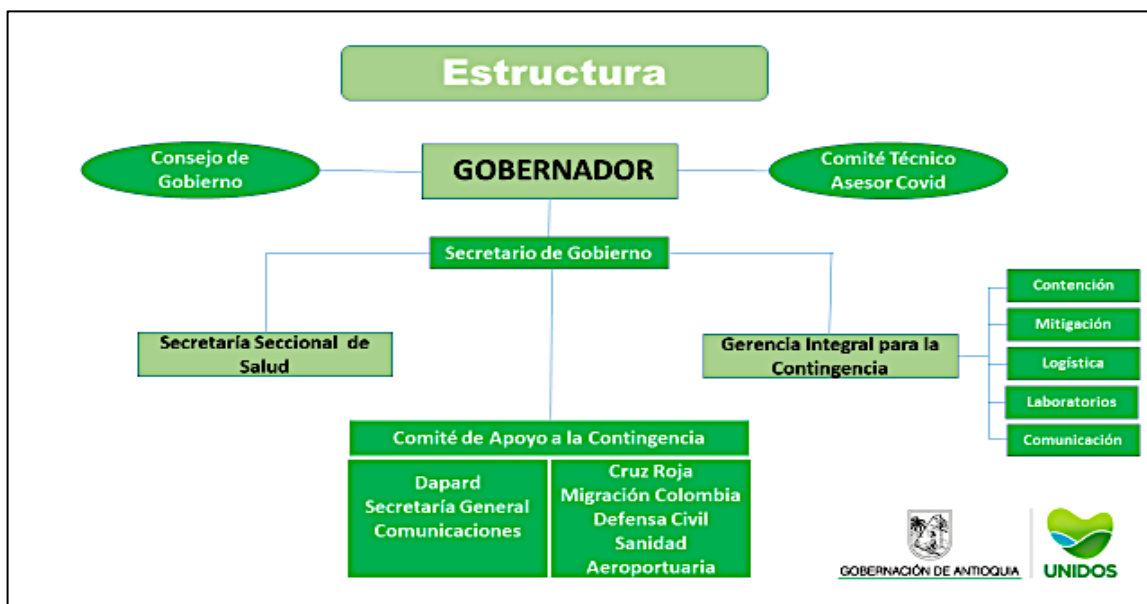 Estructura
Consejo de
Gobierno
GOBERNADOR
Comité Técnico
Asesor Covid
Secretario de Gobierno
Secretaría Seccional de
Salud
Gerencia Integral para la
Contingencia
Contención
Mitigación
Logística
Laboratorios
Comunicación
Comité de Apoyo a la Contingencia
Dapard
Secretaría General
Comunicaciones
Cruz Roja
Migración Colombia
Defensa Civil
Sanidad
Aeroportuaria
GOBERNACIÓN DE ANTIOQUIA
UNIDOS